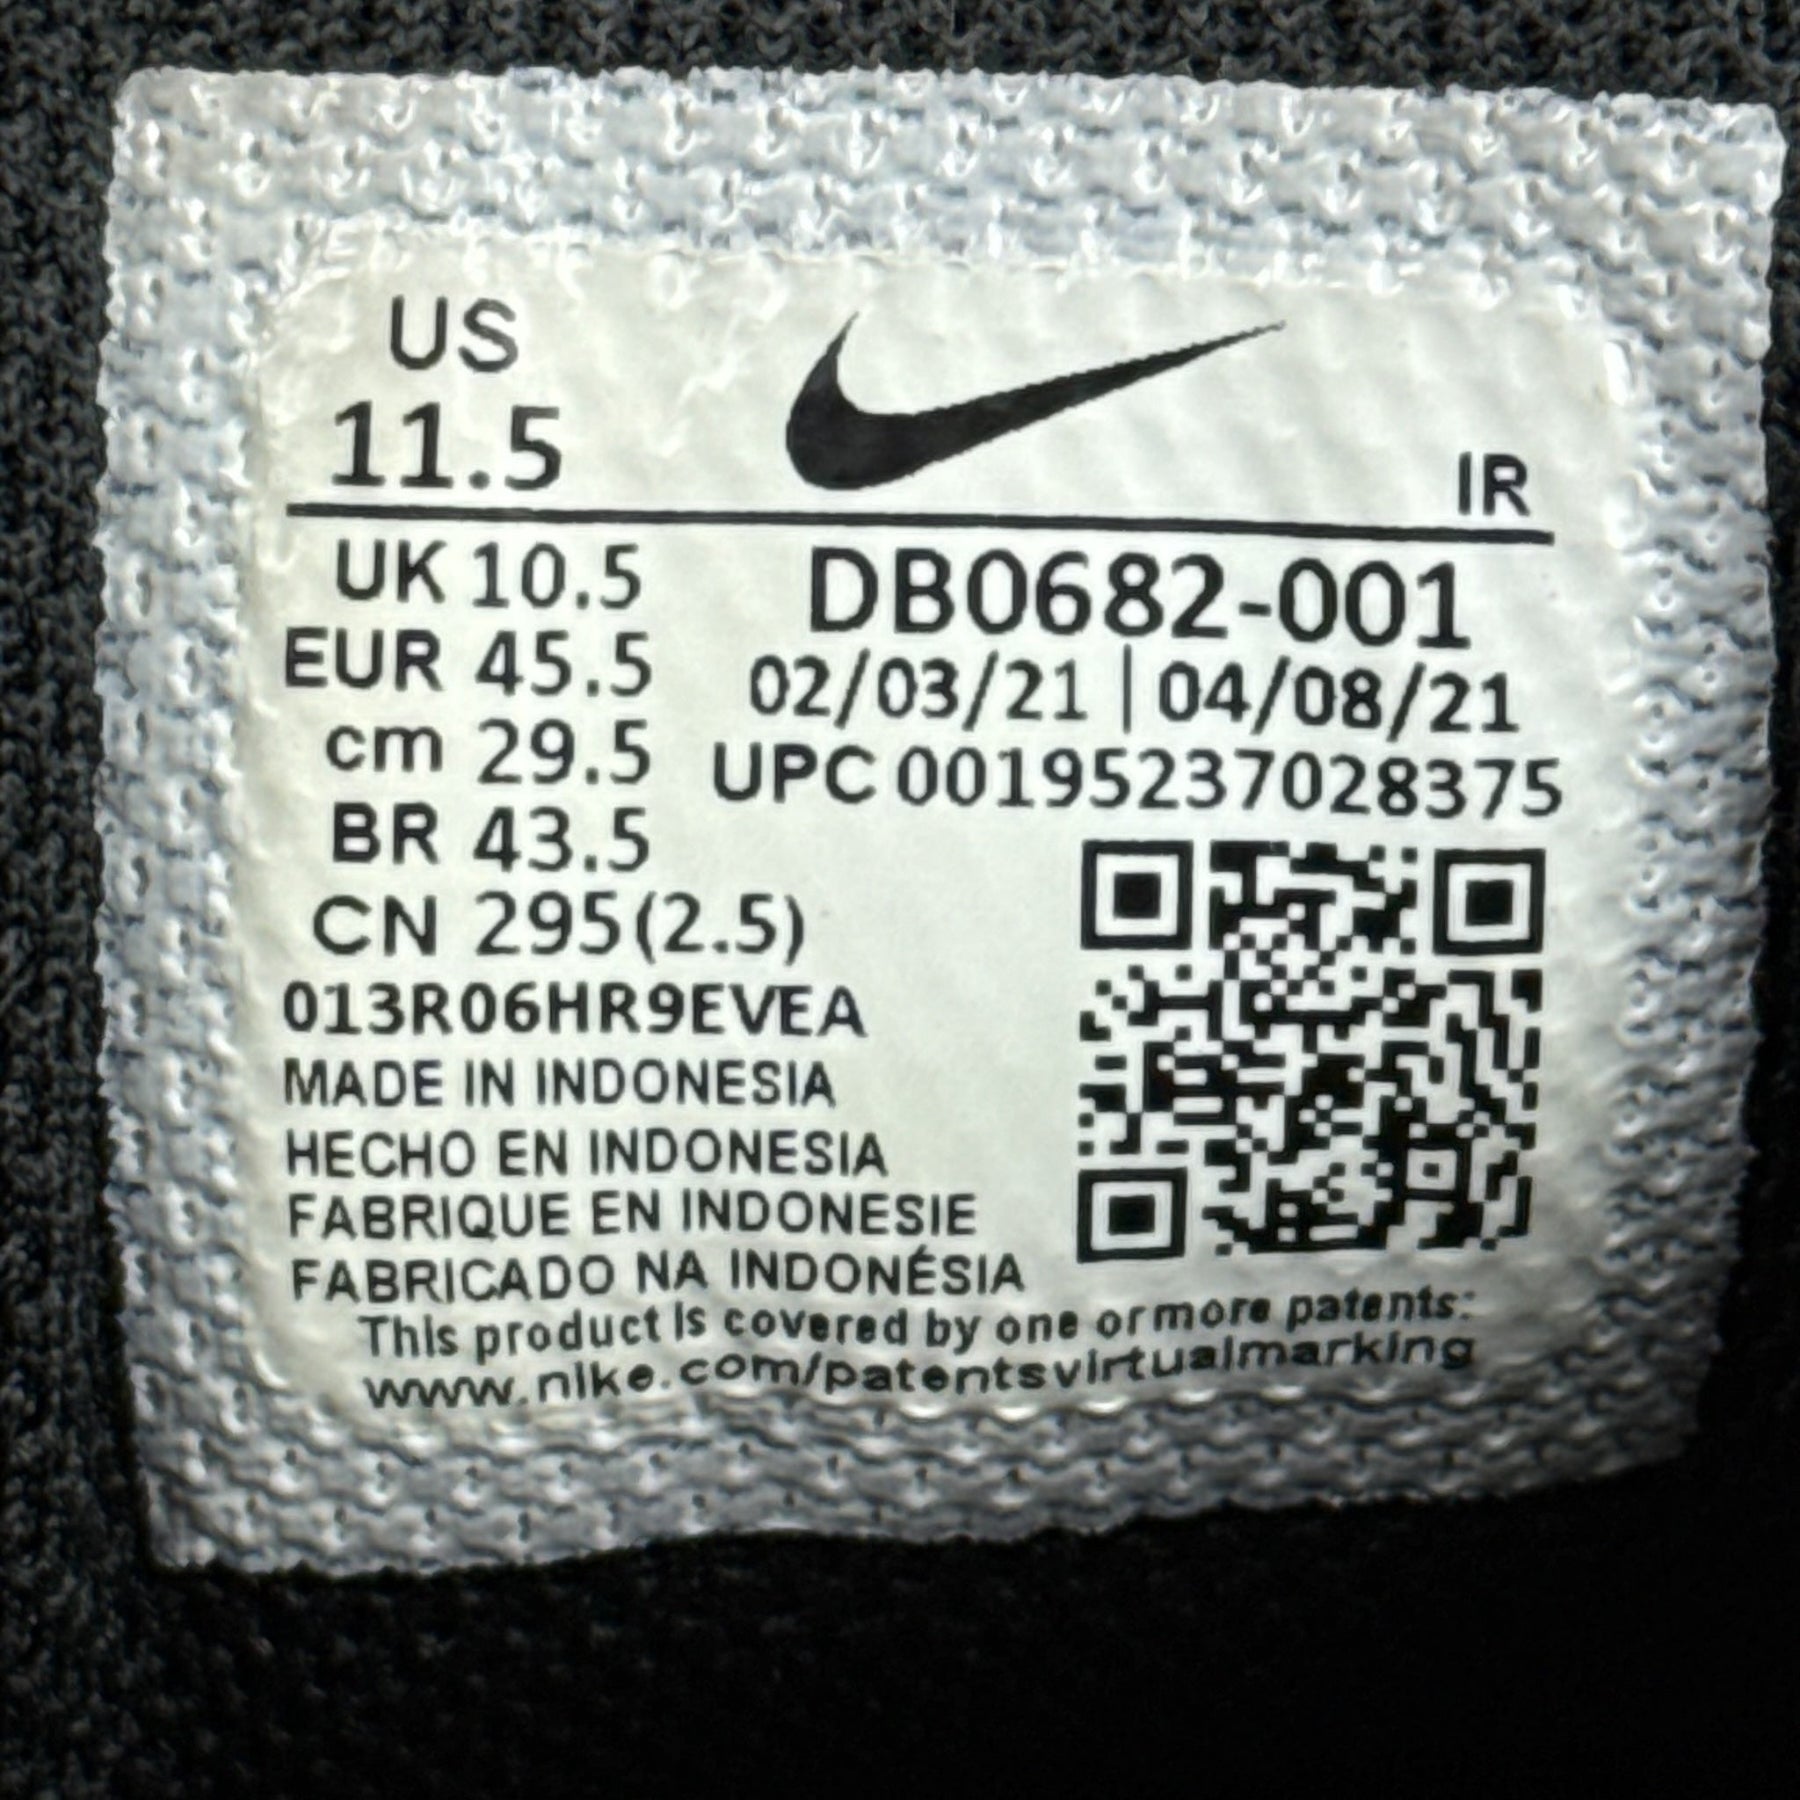 US
11.5
IR
UK 10.5
EUR 45.5
cm 29.5
BR 43.5
CN 295(2.5)
DB0682-001
02/03/21 | 04/08/21
UPC 00195237028375
013R06HR9EVEA
MADE IN INDONESIA
HECHO EN INDONESIA
FABRIQUE EN INDONESIE
FABRICADO NA INDONÉSIA
This product is covered by one or more patents:
www.nike.com/patentsvirtualmarking